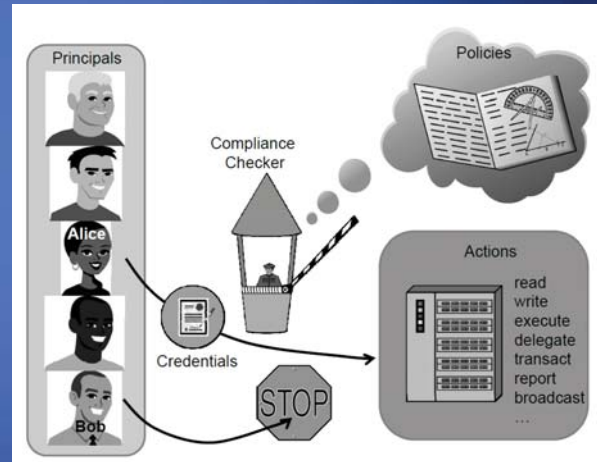 Principals
Alice
Bob
Compliance
Checker
Credentials
STOP
Policies
Actions
read
write
execute
delegate
transact
report
broadcast
...